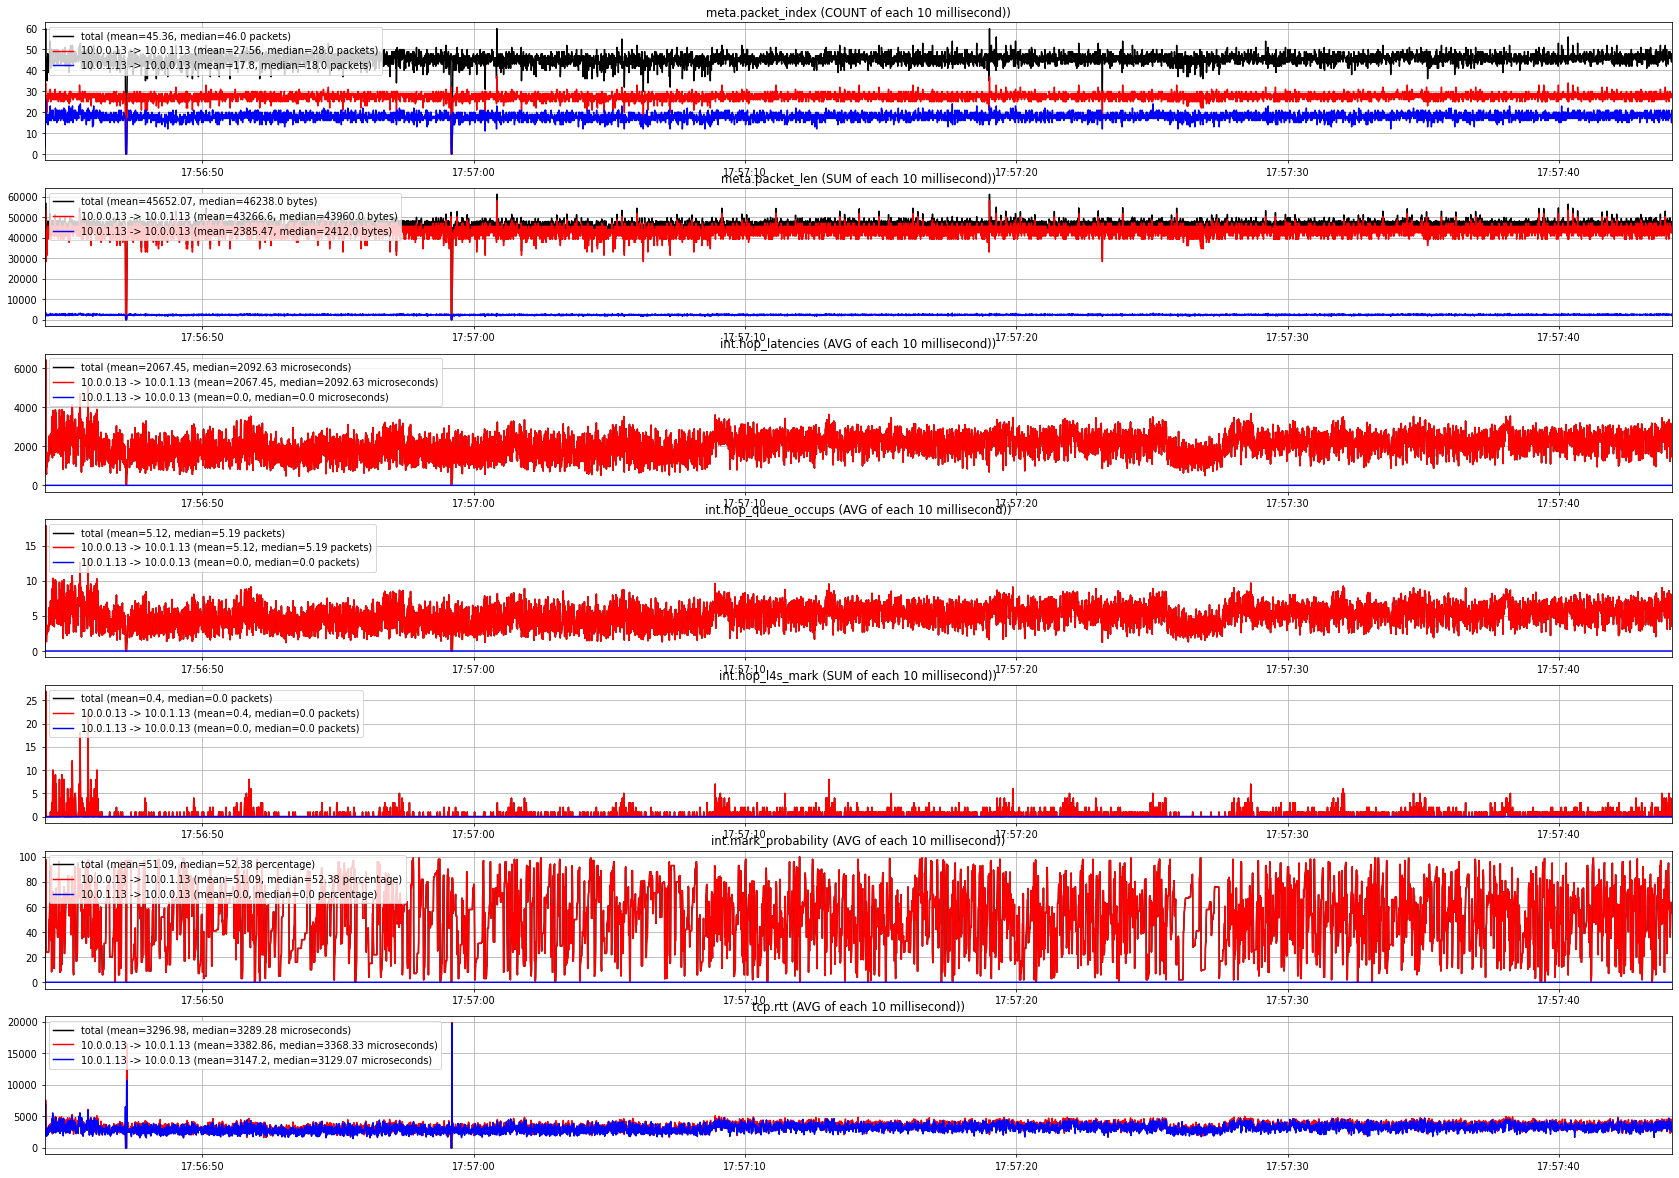 meta.packet_index (COUNT of each 10 millisecond))
total (mean=45.36, median=46.0 packets)
10.0.0.13 -> 10.0.1.13 (mean=27.56, median=28.0 packets)
10.0.1.13 -> 10.0.0.13 (mean=17.8, median=18.0 packets)
60
50
40
30
20
10
0
17:56:50 17:57:00 17:57:10 17:57:20 17:57:30 17:57:40
meta.packet_len (SUM of each 10 millisecond))
total (mean=45652.07, median=46238.0 bytes)
10.0.0.13 -> 10.0.1.13 (mean=43266.6, median=43960.0 bytes)
10.0.1.13 -> 10.0.0.13 (mean=2385.47, median=2412.0 bytes)
60000
50000
40000
30000
20000
10000
0
17:56:50 17:57:00 17:57:10 17:57:20 17:57:30 17:57:40
int.hop_latencies (AVG of each 10 millisecond))
total (mean=2067.45, median=2092.63 microseconds)
10.0.0.13 -> 10.0.1.13 (mean=2067.45, median=2092.63 microseconds)
10.0.1.13 -> 10.0.0.13 (mean=0.0, median=0.0 microseconds)
6000
4000
2000
0
17:56:50 17:57:00 17:57:10 17:57:20 17:57:30 17:57:40
int.hop_queue_occups (AVG of each 10 millisecond))
total (mean=5.12, median=5.19 packets)
10.0.0.13 -> 10.0.1.13 (mean=5.12, median=5.19 packets)
10.0.1.13 -> 10.0.0.13 (mean=0.0, median=0.0 packets)
15
10
5
0
17:56:50 17:57:00 17:57:10 17:57:20 17:57:30 17:57:40
int.hop_l4s_mark (SUM of each 10 millisecond))
total (mean=0.4, median=0.0 packets)
10.0.0.13 -> 10.0.1.13 (mean=0.4, median=0.0 packets)
10.0.1.13 -> 10.0.0.13 (mean=0.0, median=0.0 packets)
25
20
15
10
5
0
17:56:50 17:57:00 17:57:10 17:57:20 17:57:30 17:57:40
int.mark_probability (AVG of each 10 millisecond))
total (mean=51.09, median=52.38 percentage)
10.0.0.13 -> 10.0.1.13 (mean=51.09, median=52.38 percentage)
10.0.1.13 -> 10.0.0.13 (mean=0.0, median=0.0 percentage)
100
80
60
40
20
0
17:56:50 17:57:00 17:57:10 17:57:20 17:57:30 17:57:40
tcp.rtt (AVG of each 10 millisecond))
total (mean=3296.98, median=3289.28 microseconds)
10.0.0.13 -> 10.0.1.13 (mean=3382.86, median=3368.33 microseconds)
10.0.1.13 -> 10.0.0.13 (mean=3147.2, median=3129.07 microseconds)
20000
15000
10000
5000
0
17:56:50 17:57:00 17:57:10 17:57:20 17:57:30 17:57:40